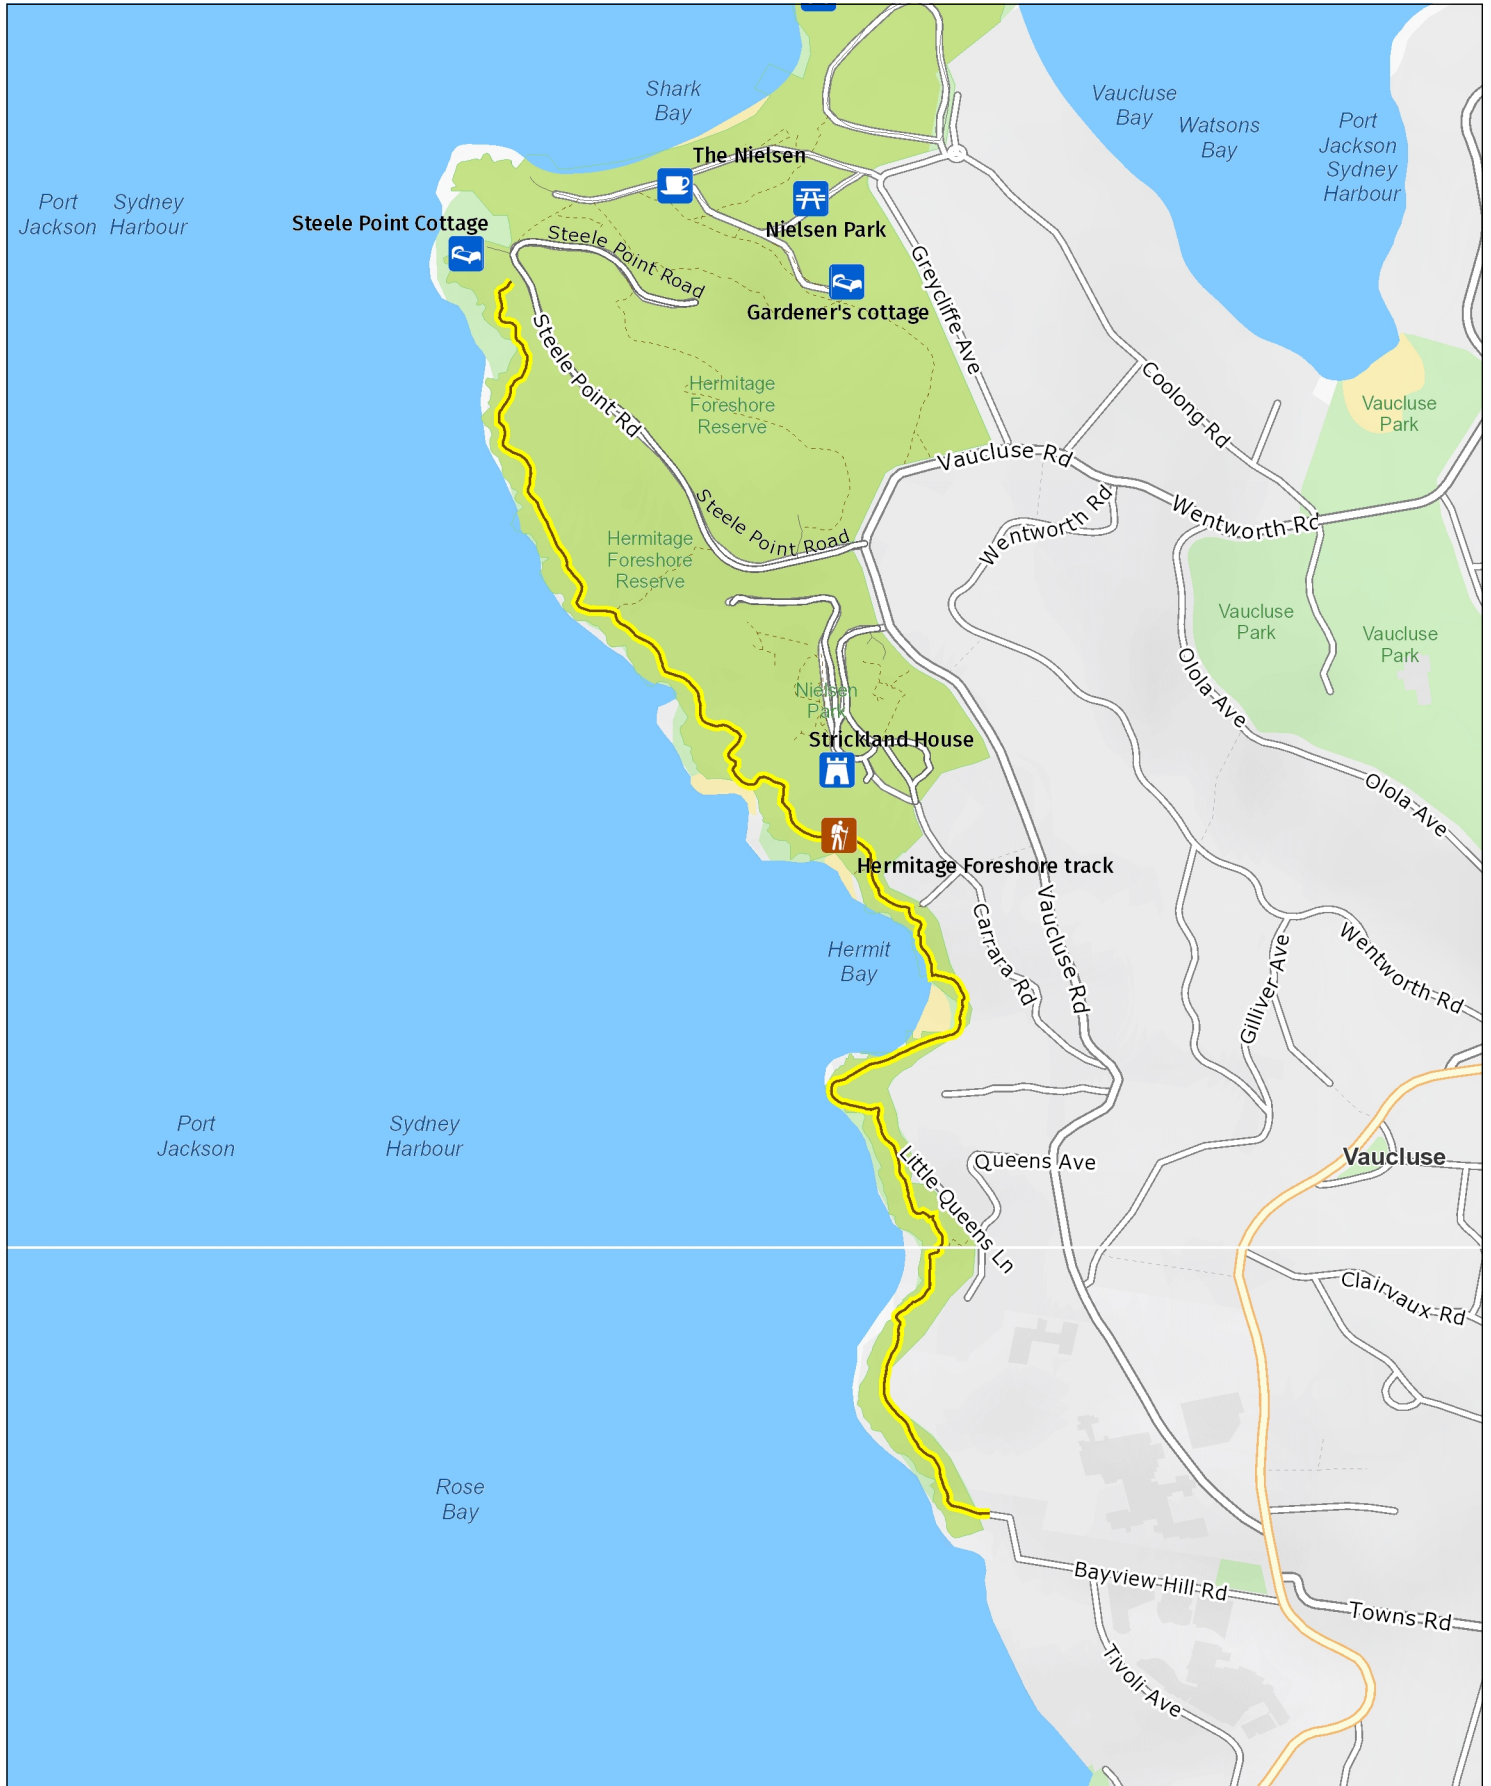 Shark
Bay
Vaucluse
Bay
Watsons
Bay
Port
Jackson
Sydney
Harbour
The Nielsen
Port
Jackson
Sydney
Harbour
Steele Point Cottage
Nielsen Park
Steele Point Road
Gardener's cottage
Greycliffe Ave
Steele Point Rd
Hermitage
Foreshore
Reserve
Coolong Rd
Vaucluse
Park
Vaucluse Rd
Steele Point Road
Wentworth Rd
Wentworth Rd
Hermitage
Foreshore
Reserve
Vaucluse
Park
Vaucluse
Park
Olola Ave
Nielsen
Park
Strickland House
Olola Ave
Hermitage Foreshore track
Vaucluse Rd
Carrara Rd
Hermit
Bay
Gilliver Ave
Wentworth Rd
Port
Jackson
Sydney
Harbour
Little Queens Ln
Queens Ave
Vaucluse
Clairvaux Rd
Rose
Bay
Bayview Hill Rd
Towns Rd
Tivoli Ave